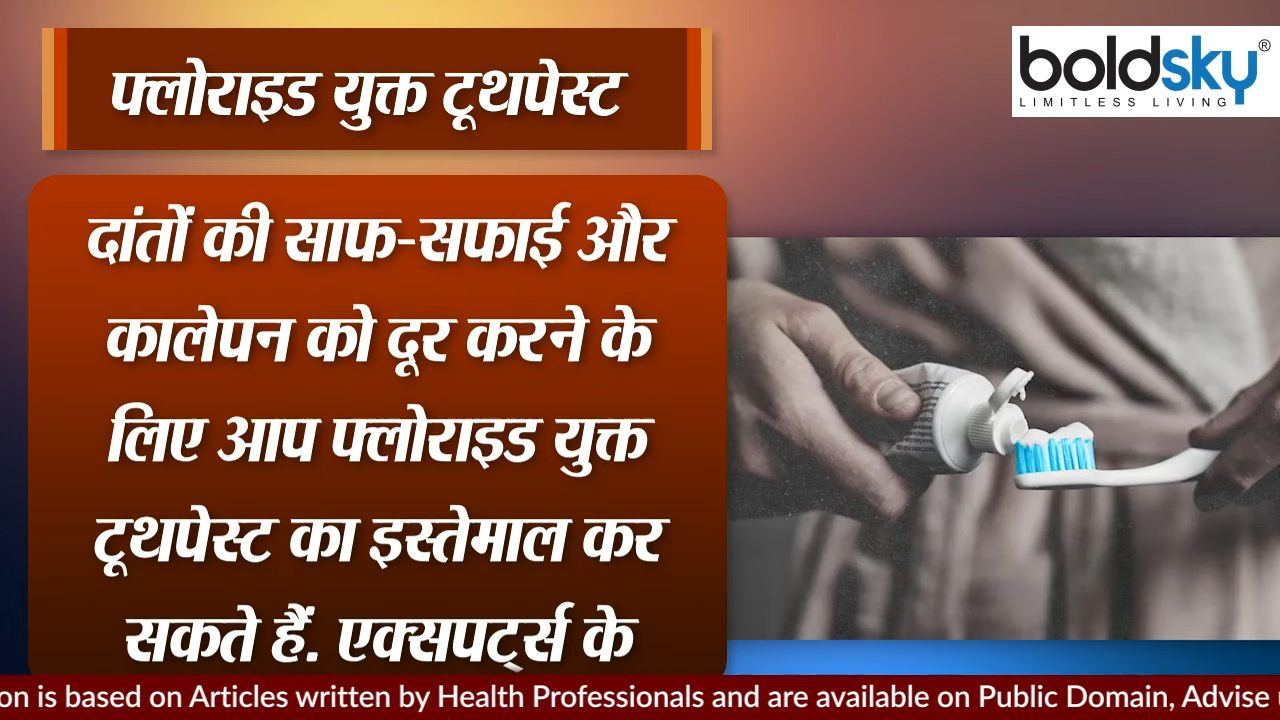 फ्लोराइड युक्त टूथपेस्ट
boldsky®
LIMITLESS LIVING
दांतों की साफ-सफाई और
कालेपन को दूर करने के
लिए आप फ्लोराइड युक्त
टूथपेस्ट का इस्तेमाल कर
सकते हैं. एक्सपर्ट्स के
on is based on Articles written by Health Professionals and are available on Public Domain, Advise